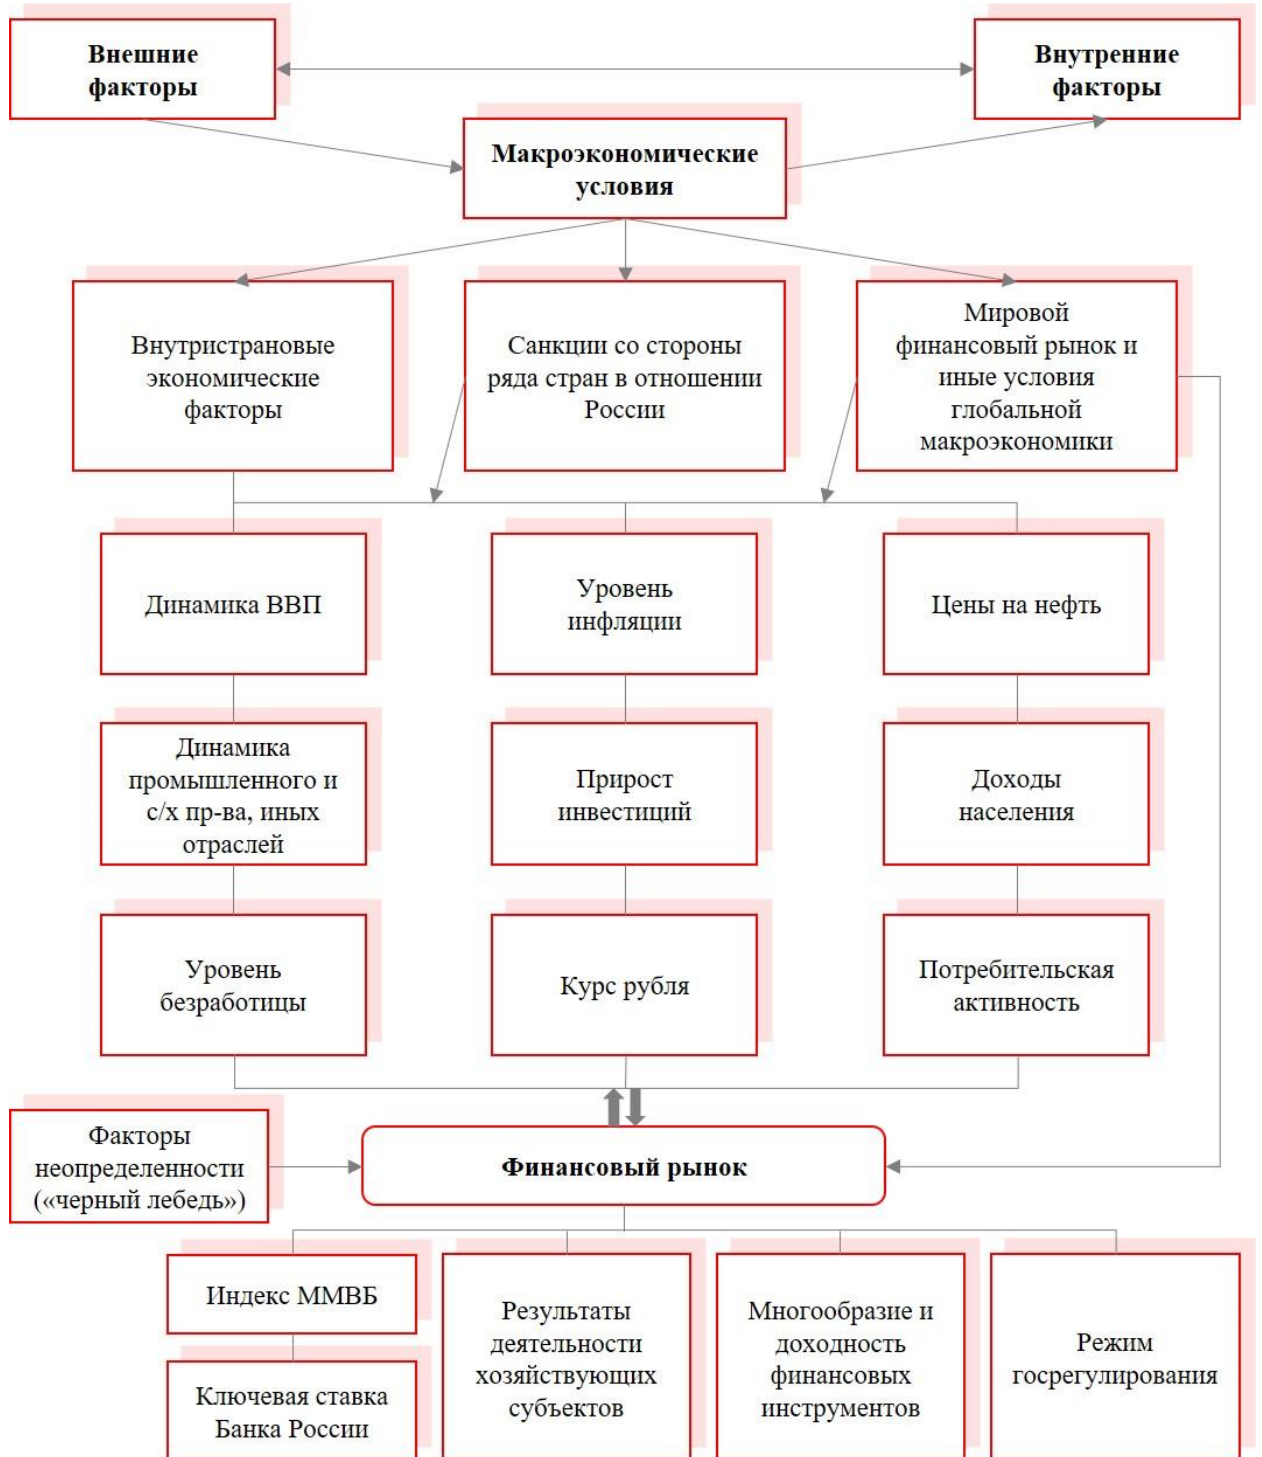 Внешние
факторы
Внутренние
факторы
Макроэкономические
условия
Внутристрановые
экономические
факторы
Санкции со стороны
ряда стран в отношении
России
Мировой
финансовый рынок и
иные условия
глобальной
макроэкономики
Динамика ВВП
Уровень
инфляции
Цены на нефть
Динамика
промышленного и
с/х пр-ва, иных
отраслей
Прирост
инвестиций
Доходы
населения
Уровень
безработицы
Курс рубля
Потребительская
активность
Факторы
неопределенности
(«черный лебедь»)
Финансовый рынок
Индекс ММВБ
Ключевая ставка
Банка России
Результаты
деятельности
хозяйствующих
субъектов
Многообразие и
доходность
финансовых
инструментов
Режим
госрегулирования